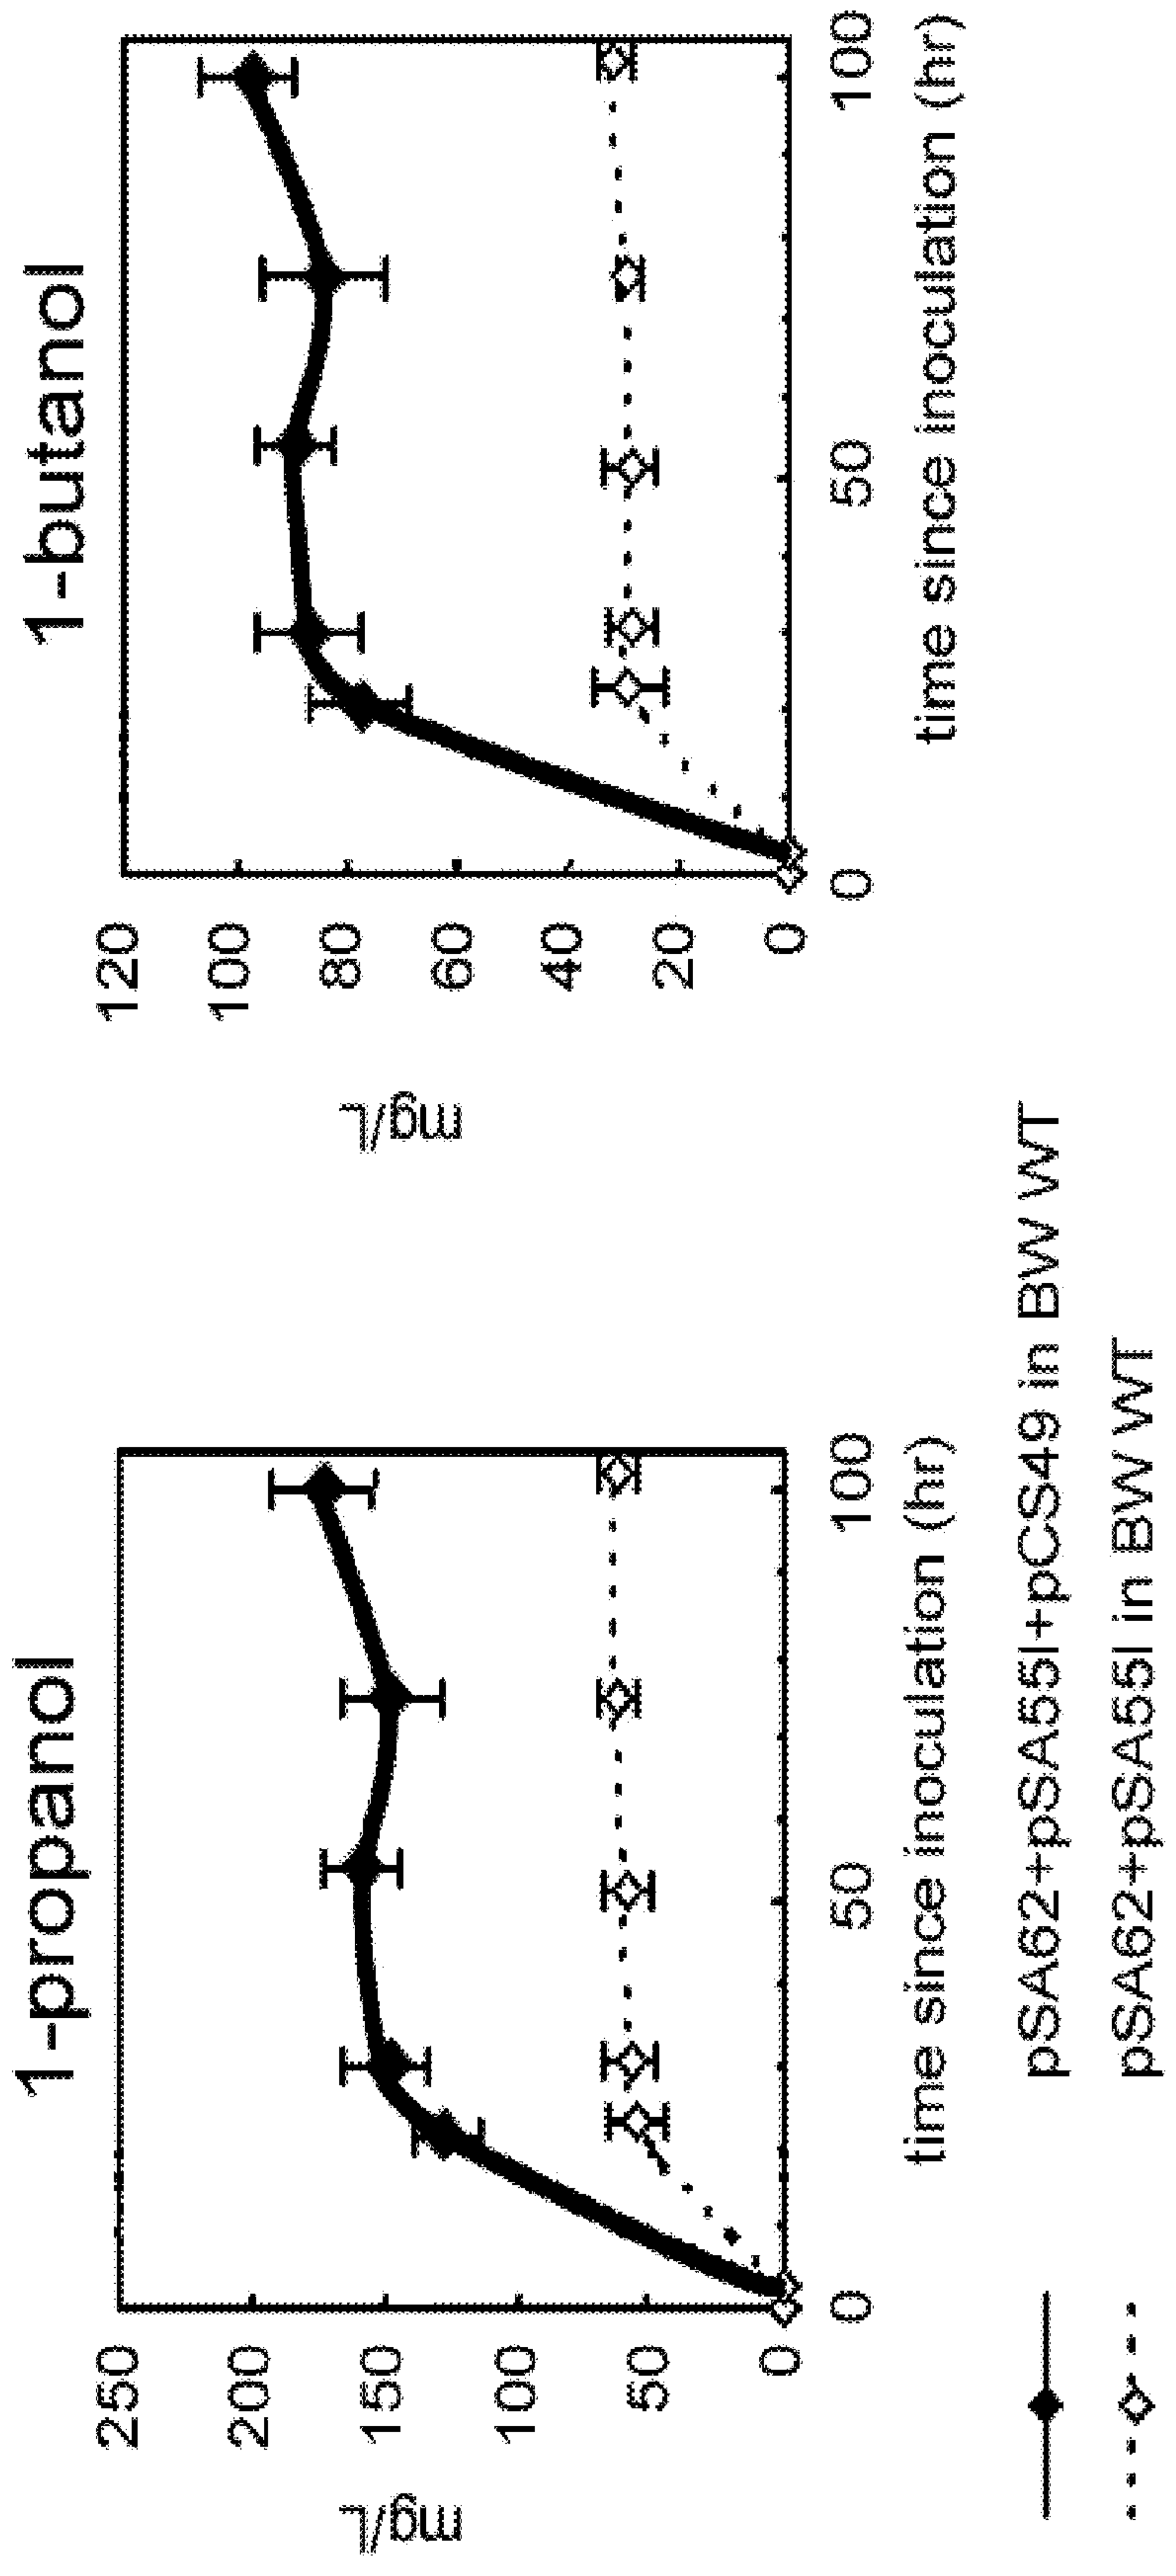 1-propanol
mg/L
250
200
150
100
50
0
0
50
100
time since inoculation (hr)
1-butanol
mg/L
120
100
80
60
40
20
0
0
50
100
time since inoculation (hr)
pSA62+pSA55I+pCS49 in BW WT
pSA62+pSA55I in BW WT